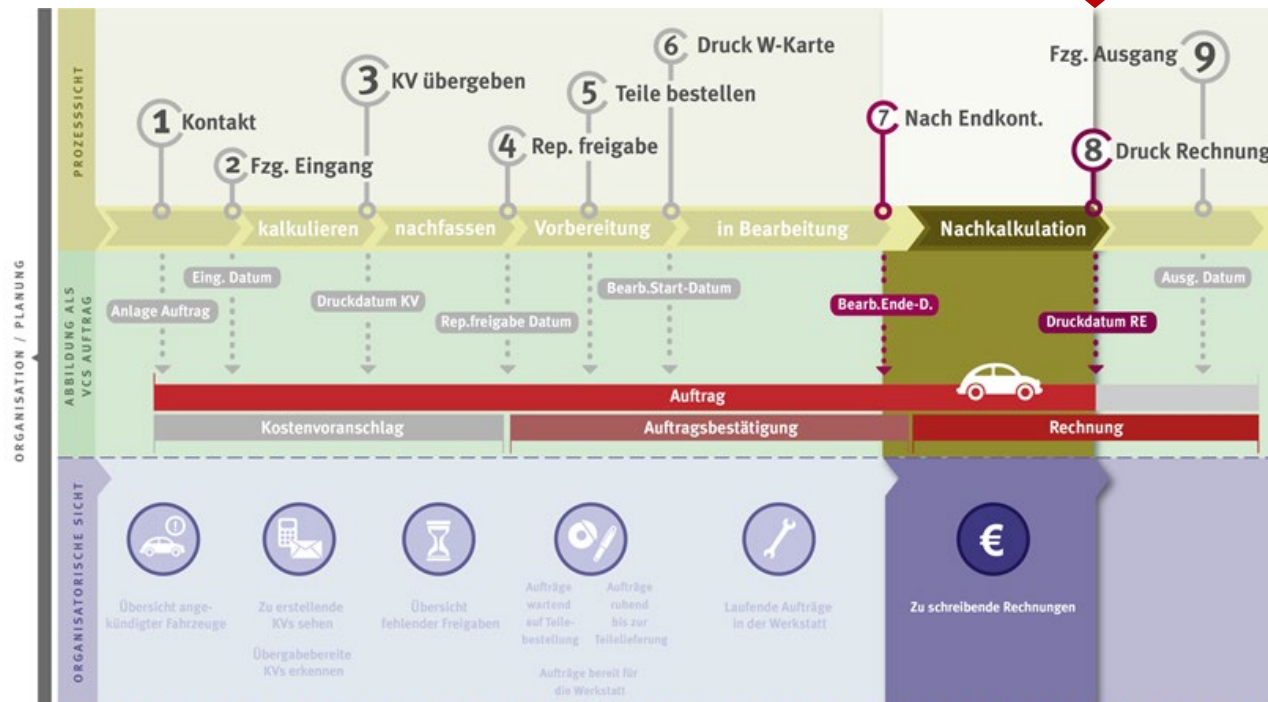 ORGANISATION / PLANUNG
PROZESSSICHT
1 Kontakt
2 Fzg. Eingang
3 KV übergeben
4 Rep. freigabe
5 Teile bestellen
6 Druck W-Karte
7 Nach Endkont.
8 Druck Rechnung
Fzg. Ausgang 9
kalkulieren
nachfassen
Vorbereitung
in Bearbeitung
Nachkalkulation
ABBILDUNG ALS
VCS AUFTRAG
Anlage Auftrag
Eing. Datum
Druckdatum KV
Rep.freigabe Datum
Bearb.Start-Datum
Bearb.Ende-D.
Druckdatum RE
Ausg. Datum
Auftrag
Kostenvoranschlag
Auftragsbestätigung
Rechnung
ORGANISATORISCHE SICHT
Übersicht ange-
kündigter Fahrzeuge
Zu erstellende
KVs sehen
Übergabebereite
KVs erkennen
Übersicht
fehlender Freigaben
Aufträge
wartend
auf Teile-
bestellung
Aufträge
ruhend
bis zur
Teilelieferung
Aufträge bereit für
die Werkstatt
Laufende Aufträge
in der Werkstatt
€
Zu schreibende Rechnungen